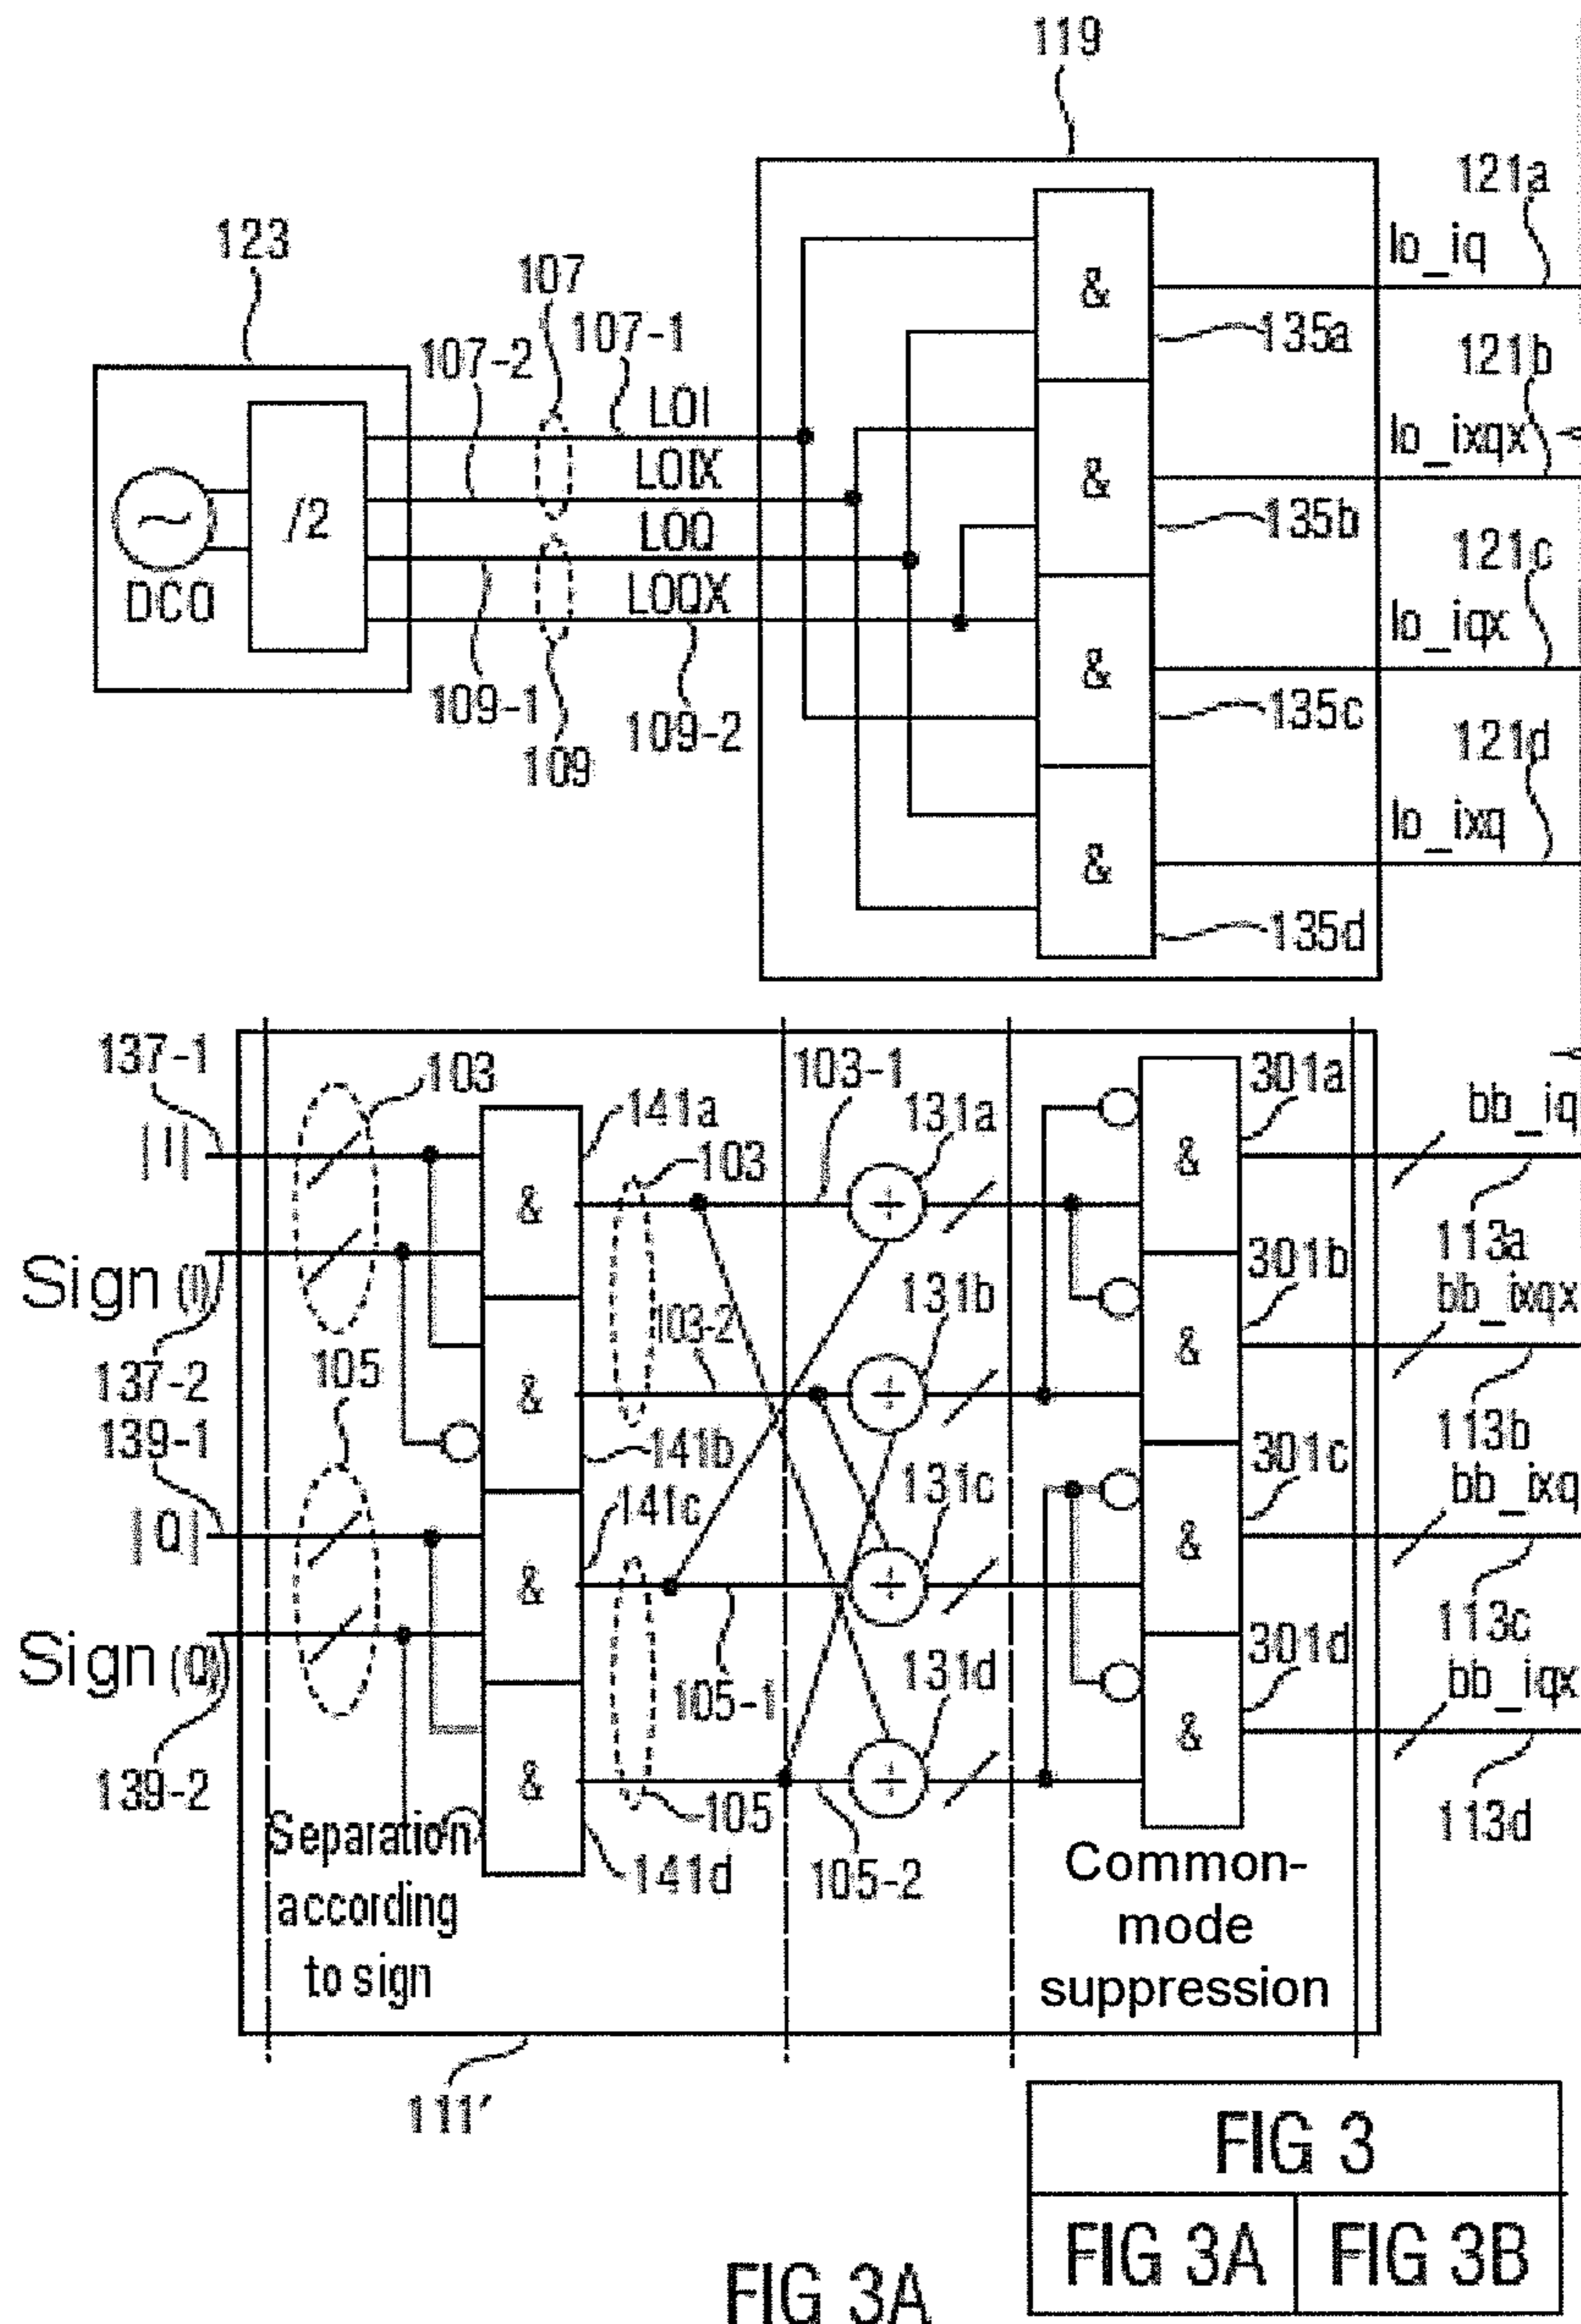 119
121a
lo_iq
123
107
&
107-1
135a
121b
107-2
LOI
lo_ixqx
LOIX
&
/2
LOQ
135b
121c
DCO
LOQX
lo_iqx
&
109-1
109-2
135c
121d
109
lo_ixq
&
135d
137-1
103
103-1
301a
141a
131a
bb_iq
|I|
103
&
&
+
113a
Sign (I)
301b
131b
bb_ixqx
103-2
137-2
105
&
&
+
139-1
141b
113b
301c
141c
131c
bb_ixq
|Q|
&
&
+
113c
Sign (Q)
301d
131d
105-1
bb_iqx
&
&
+
139-2
105
113d
Separation
according
to sign
141d
105-2
Common-
mode
suppression
111'
FIG 3
FIG 3A
FIG 3B
FIG 3A